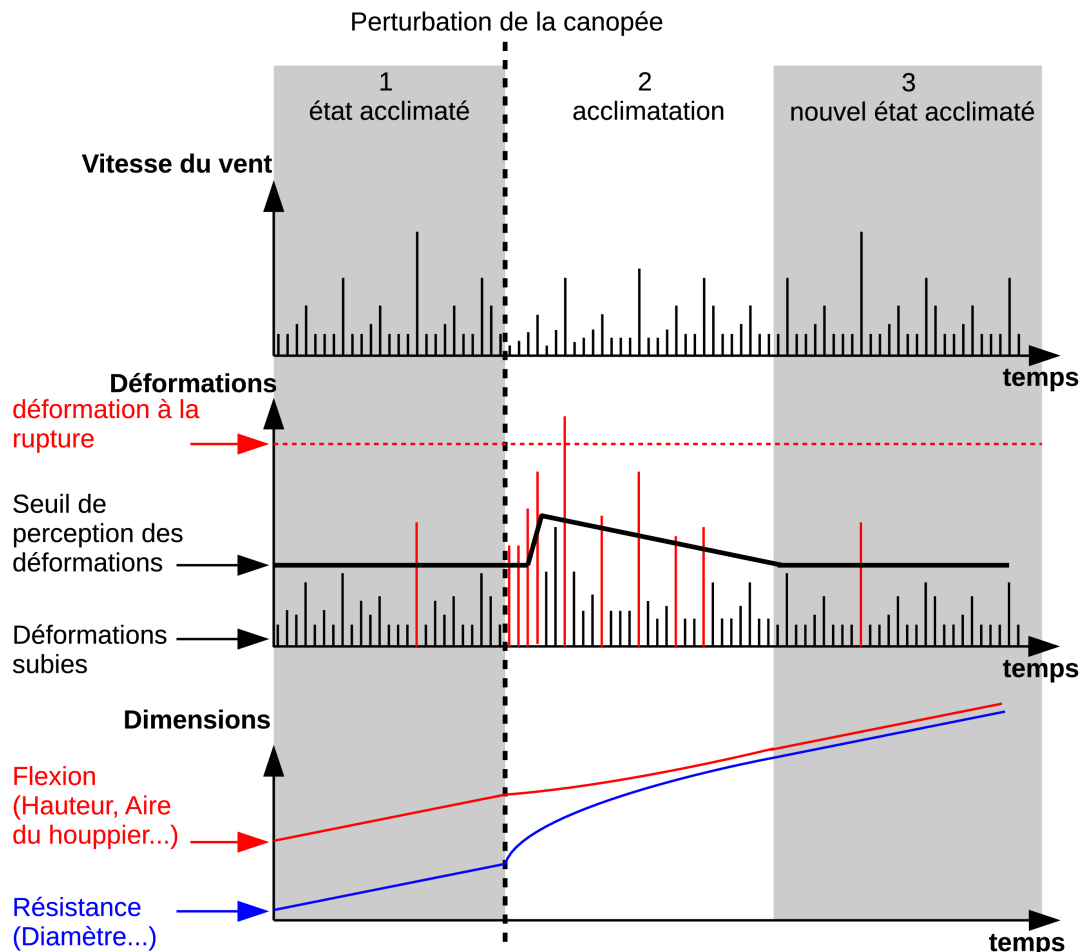 Perturbation de la canopée
1
état acclimaté
2
acclimatation
3
nouvel état acclimaté
Vitesse du vent
temps
Déformations
déformation à la
rupture
Seuil de
perception des
déformations
Déformations
subies
temps
Dimensions
Flexion
(Hauteur, Aire
du houppier...)
Résistance
(Diamètre...)
temps